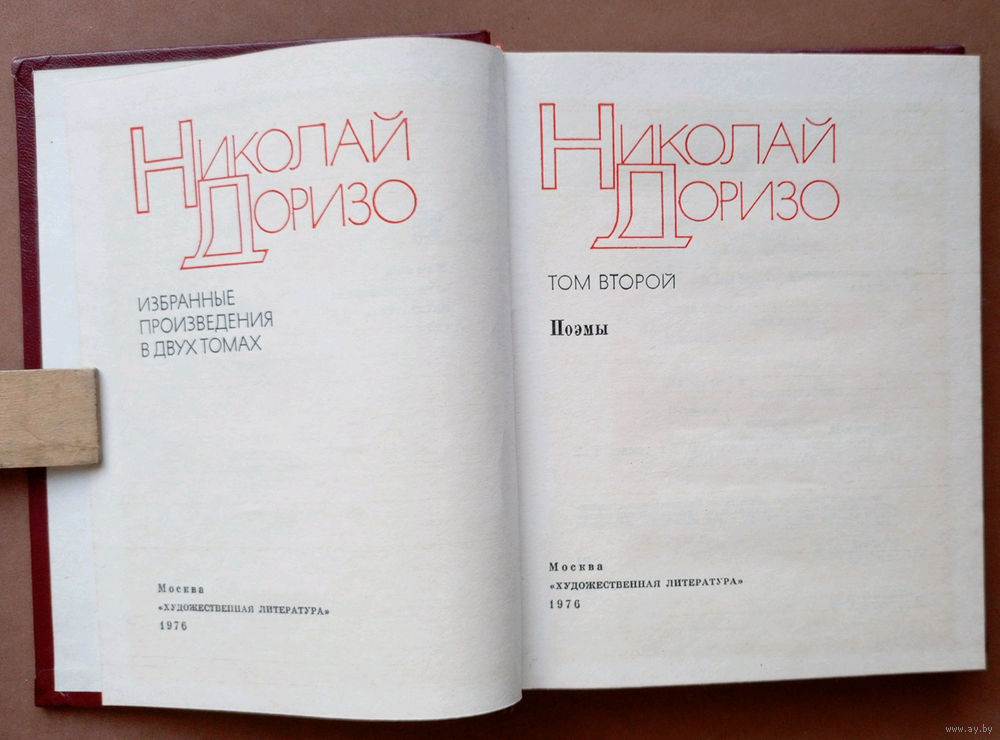 НИКОЛАЙ
ДОРИЗО
ИЗБРАННЫЕ
ПРОИЗВЕДЕНИЯ
В ДВУХ ТОМАХ
Москва
«ХУДОЖЕСТВЕННАЯ ЛИТЕРАТУРА»
1976
НИКОЛАЙ
ДОРИЗО
ТОМ ВТОРОЙ
Поэмы
Москва
«ХУДОЖЕСТВЕННАЯ ЛИТЕРАТУРА»
1976
www.ay.by